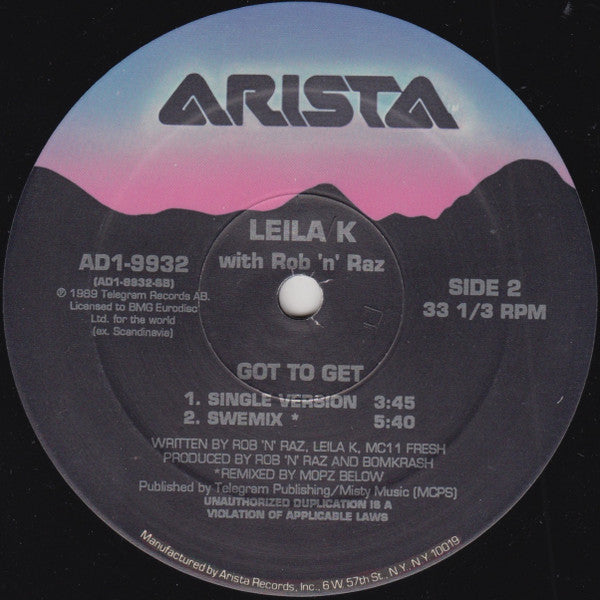 ARISTA
LEILA K
with Rob 'n' Raz
AD1-9932
(AD1-9932-SB)
℗ 1989 Telegram Records AB.
Licensed to BMG Eurodisc
Ltd. for the world
(ex. Scandinavia)
SIDE 2
33 1/3 RPM
GOT TO GET
1. SINGLE VERSION 3:45
2. SWEMIX * 5:40
WRITTEN BY ROB 'N' RAZ, LEILA K, MC11 FRESH
PRODUCED BY ROB 'N' RAZ AND BOMKRASH
*REMIXED BY MOPZ BELOW
Published by Telegram Publishing/Misty Music (MCPS)
UNAUTHORIZED DUPLICATION IS A
VIOLATION OF APPLICABLE LAWS
Manufactured by Arista Records, Inc., 6 W. 57th St., N.Y. N.Y. 10019